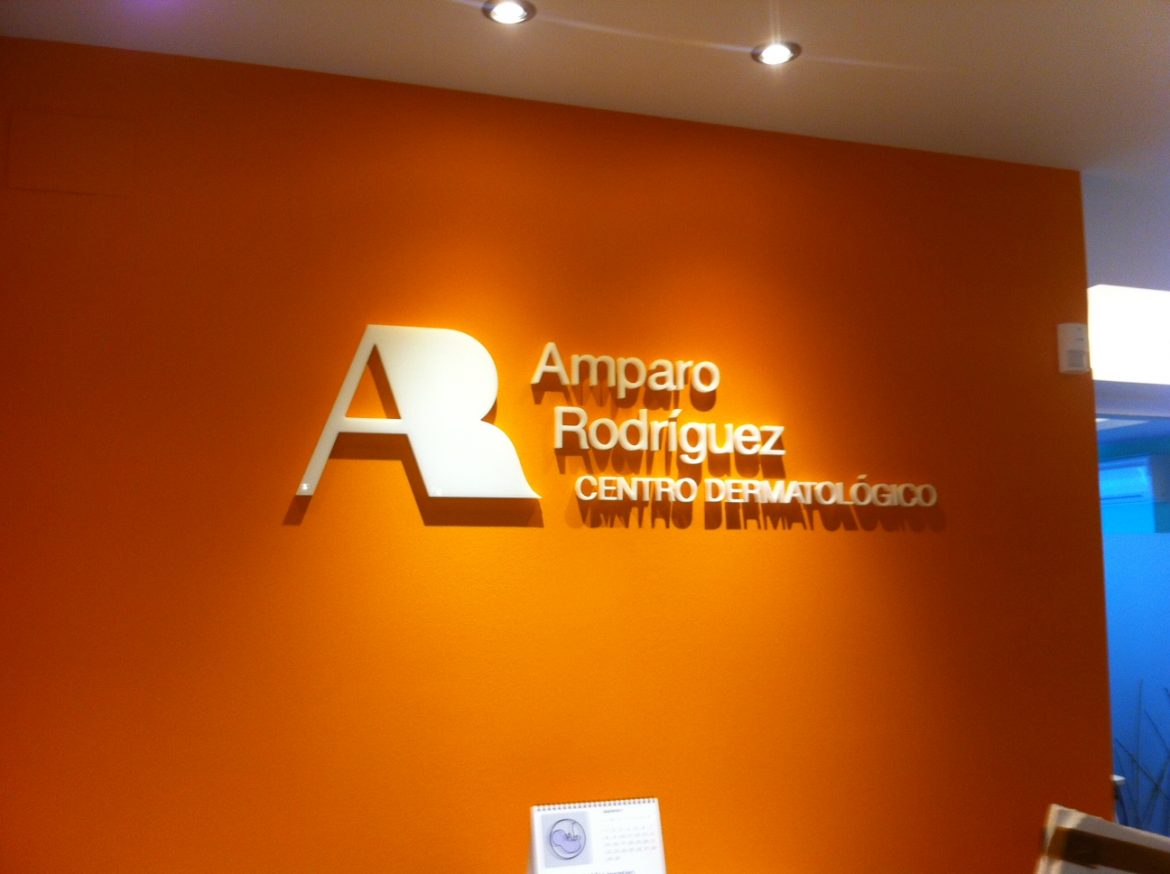 AR
Amparo
Rodríguez
CENTRO DERMATOLÓGICO